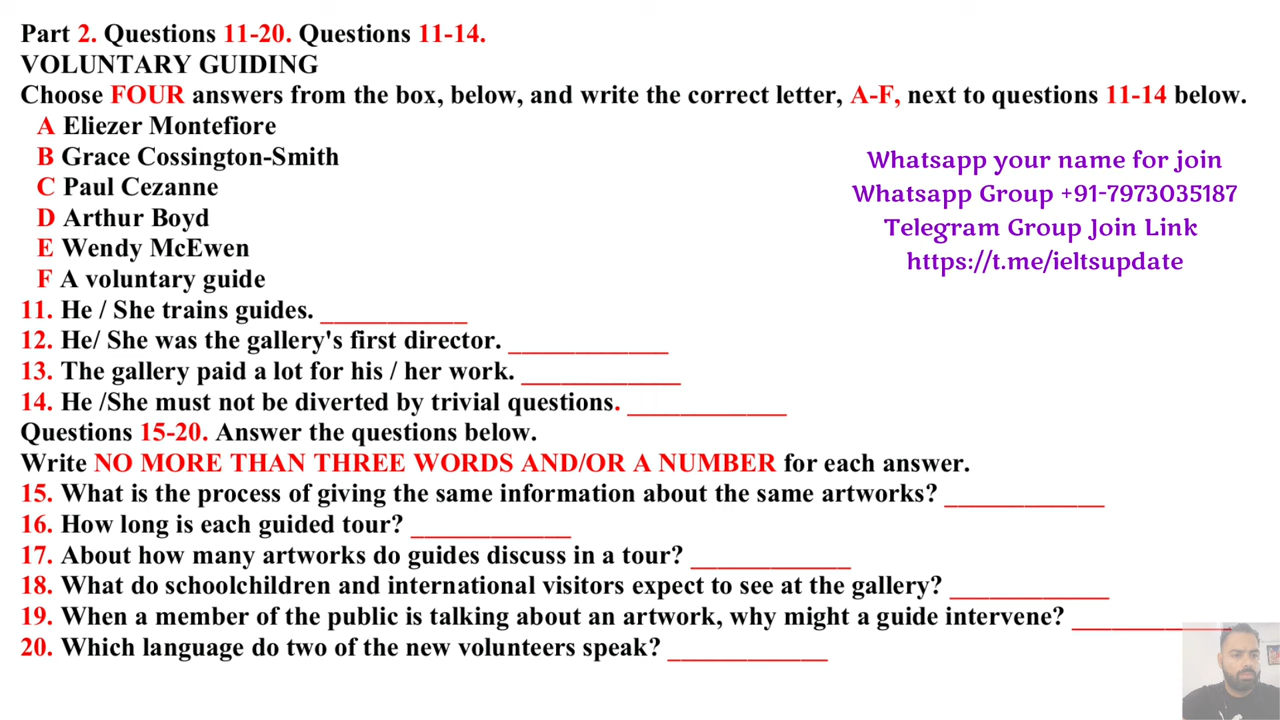 Part 2. Questions 11-20. Questions 11-14.
VOLUNTARY GUIDING
Choose FOUR answers from the box, below, and write the correct letter, A-F, next to questions 11-14 below.
A Eliezer Montefiore
B Grace Cossington-Smith
C Paul Cezanne
D Arthur Boyd
E Wendy McEwen
F A voluntary guide
Whatsapp your name for join
Whatsapp Group +91-7973035187
Telegram Group Join Link
https://t.me/ieltsupdate
11. He / She trains guides. ___________
12. He/ She was the gallery's first director. ____________
13. The gallery paid a lot for his / her work. ____________
14. He /She must not be diverted by trivial questions. ____________
Questions 15-20. Answer the questions below.
Write NO MORE THAN THREE WORDS AND/OR A NUMBER for each answer.
15. What is the process of giving the same information about the same artworks? ____________
16. How long is each guided tour? ____________
17. About how many artworks do guides discuss in a tour? ____________
18. What do schoolchildren and international visitors expect to see at the gallery? ____________
19. When a member of the public is talking about an artwork, why might a guide intervene? ____________
20. Which language do two of the new volunteers speak? ____________